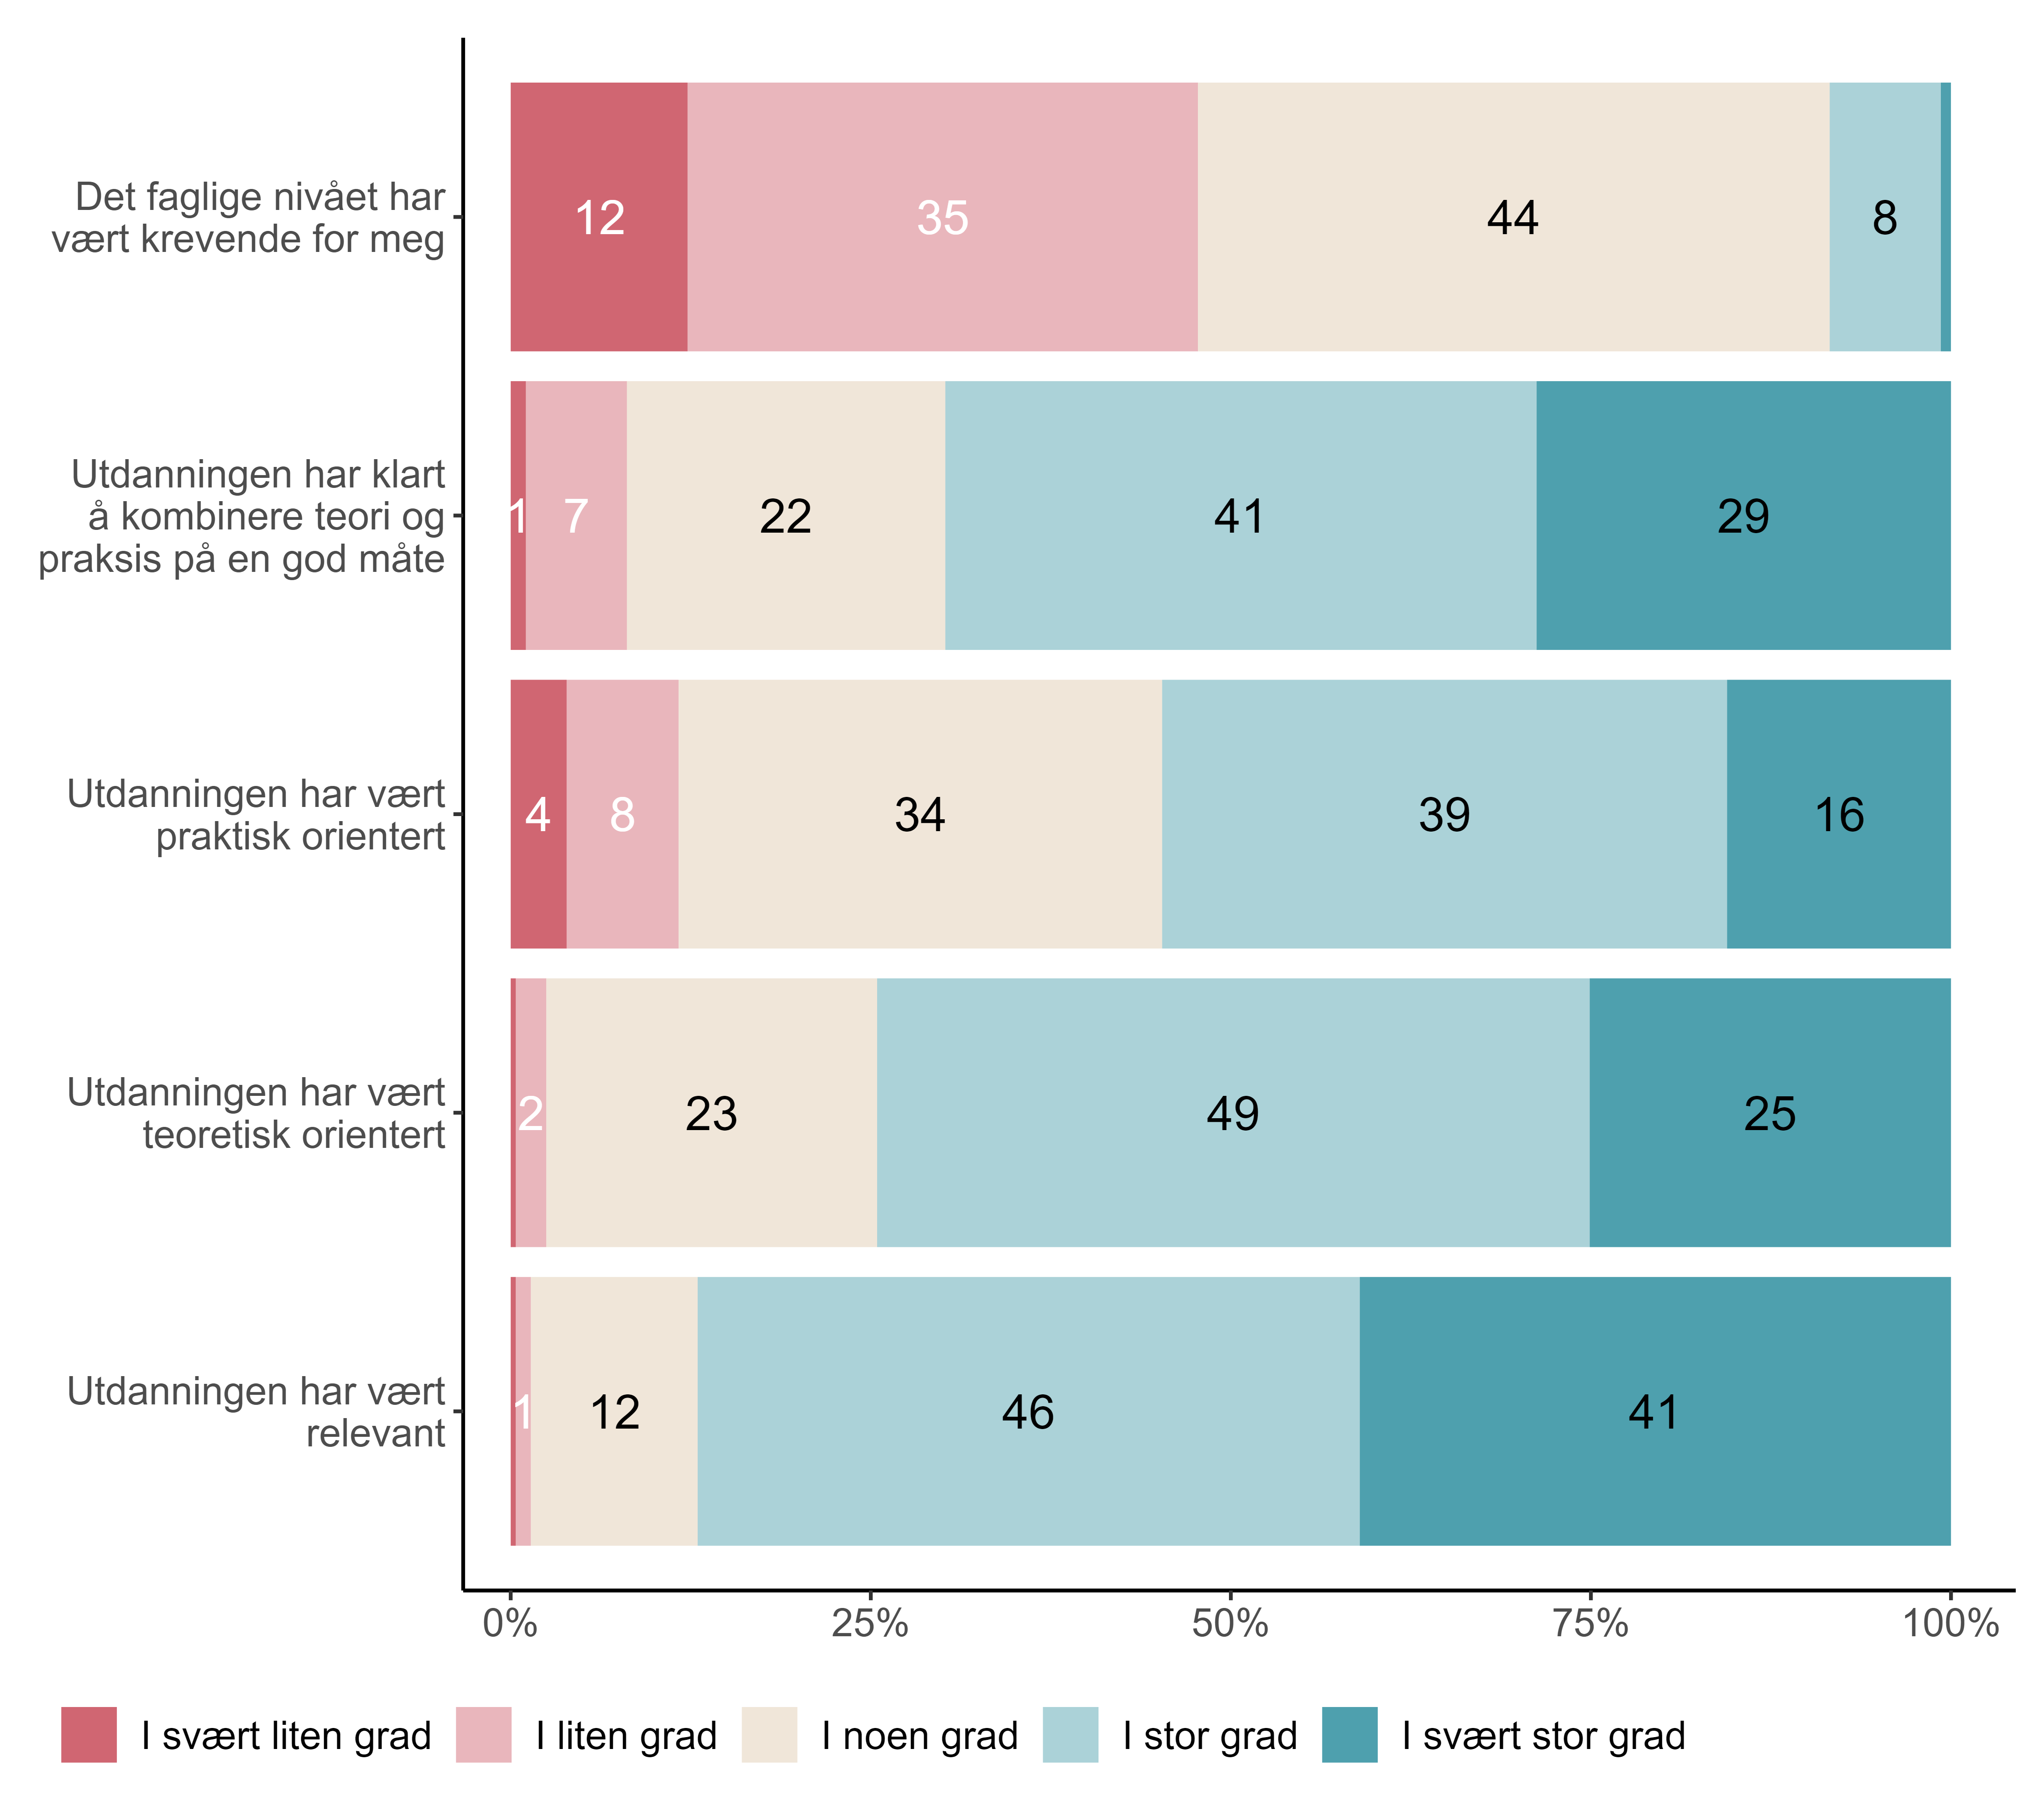 Det faglige nivået har
vært krevende for meg
12 35 44 8
Utdanningen har klart
å kombinere teori og
praksis på en god måte
1 7 22 41 29
Utdanningen har vært
praktisk orientert
4 8 34 39 16
Utdanningen har vært
teoretisk orientert
2 23 49 25
Utdanningen har vært
relevant
1 12 46 41
0% 25% 50% 75% 100%
I svært liten grad I liten grad I noen grad I stor grad I svært stor grad